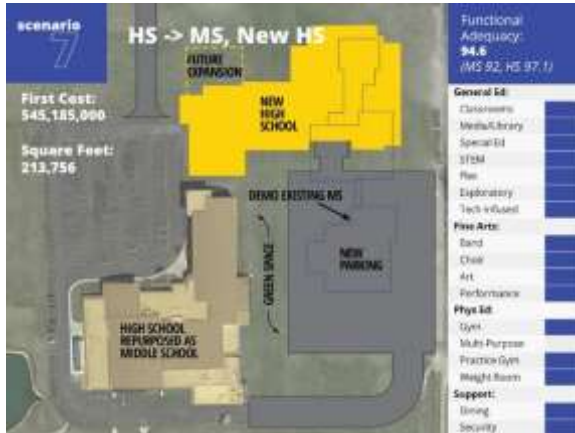 scenario
7
HS -> MS, New HS
First Cost:
545,185,000
Square Feet:
213,756
FUTURE
EXPANSION
NEW
HIGH
SCHOOL
DEMO EXISTING MS
GREEN SPACE
NEW
PARKING
HIGH SCHOOL
REPURPOSED AS
MIDDLE SCHOOL
Functional
Adequacy:
94.6
(MS 92, HS 97.1)
General Ed:
Classrooms
Media/Library
Special Ed
STEM
Flex
Exploratory
Tech-Infused
Fine Arts:
Band
Choir
Art
Performance
Phys Ed:
Gym
Multi-Purpose
Practice Gym
Weight Room
Support:
Dining
Security